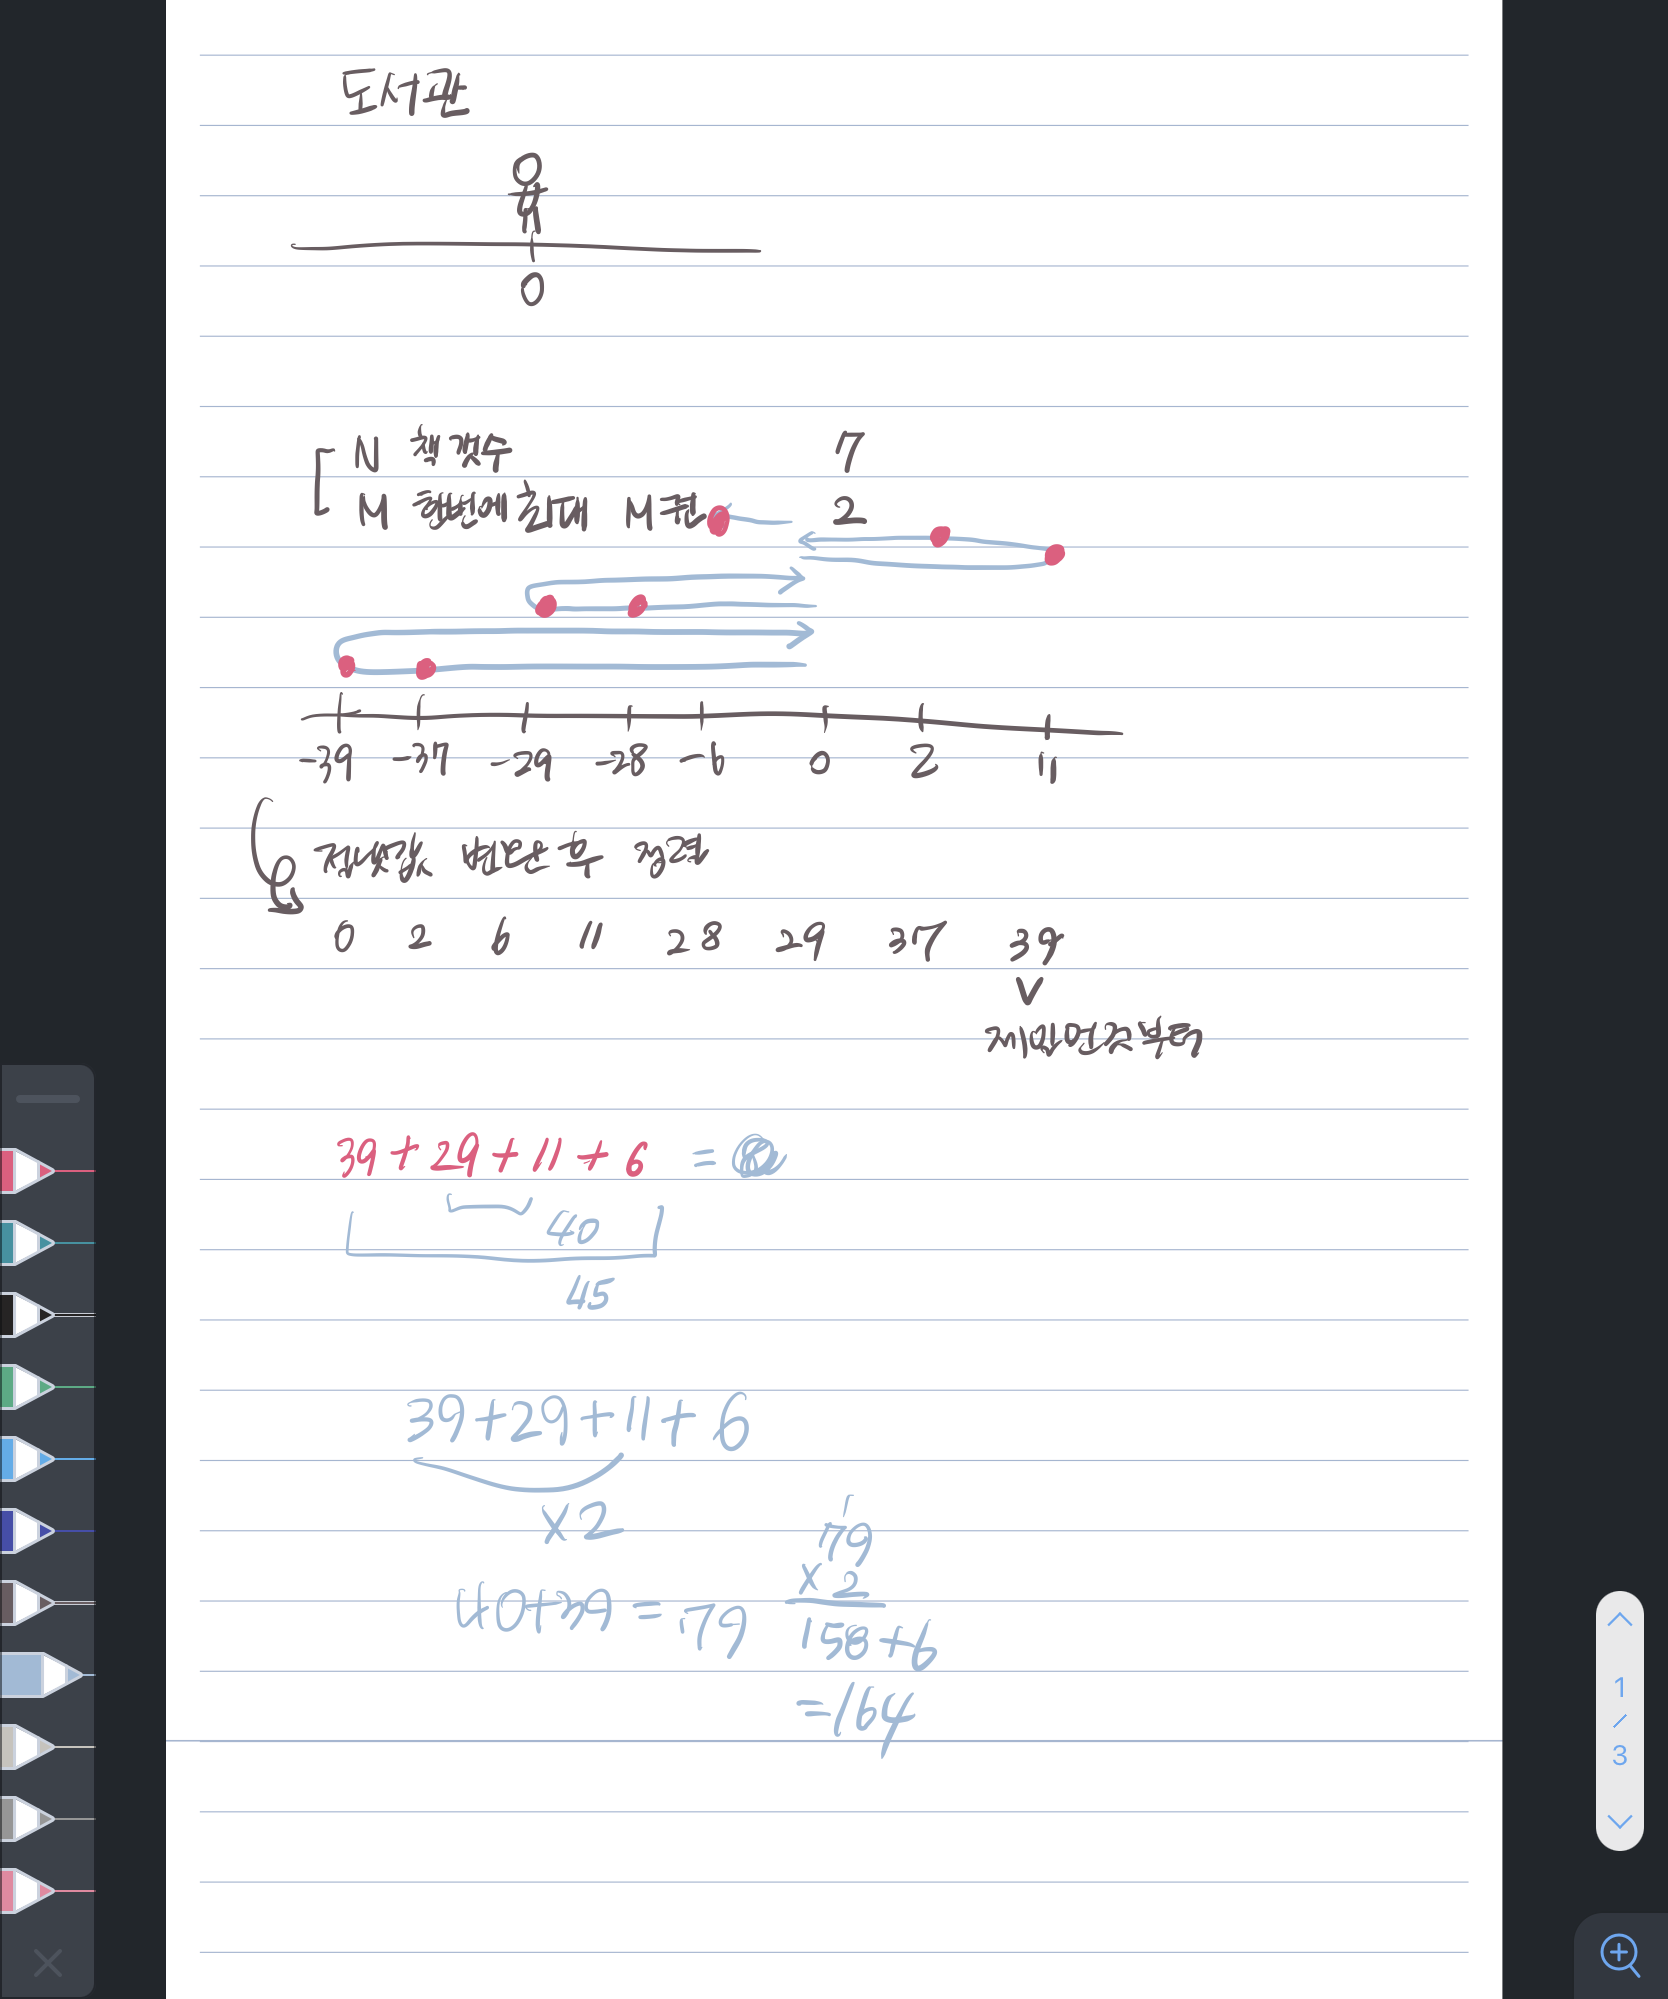 도서관
0
N 책 갯수 7
M 한번에 최대 M권 2
-39 -37 -29 -28 -6 0 2 11
절댓값 변환 후 정렬
0 2 6 11 28 29 37 39
제일 먼것부터
39 + 29 + 11 + 6 =
40
45
39+29+11+6
x2
40+39 = 79
1
79
x 2
158+6
=164
1
/
3